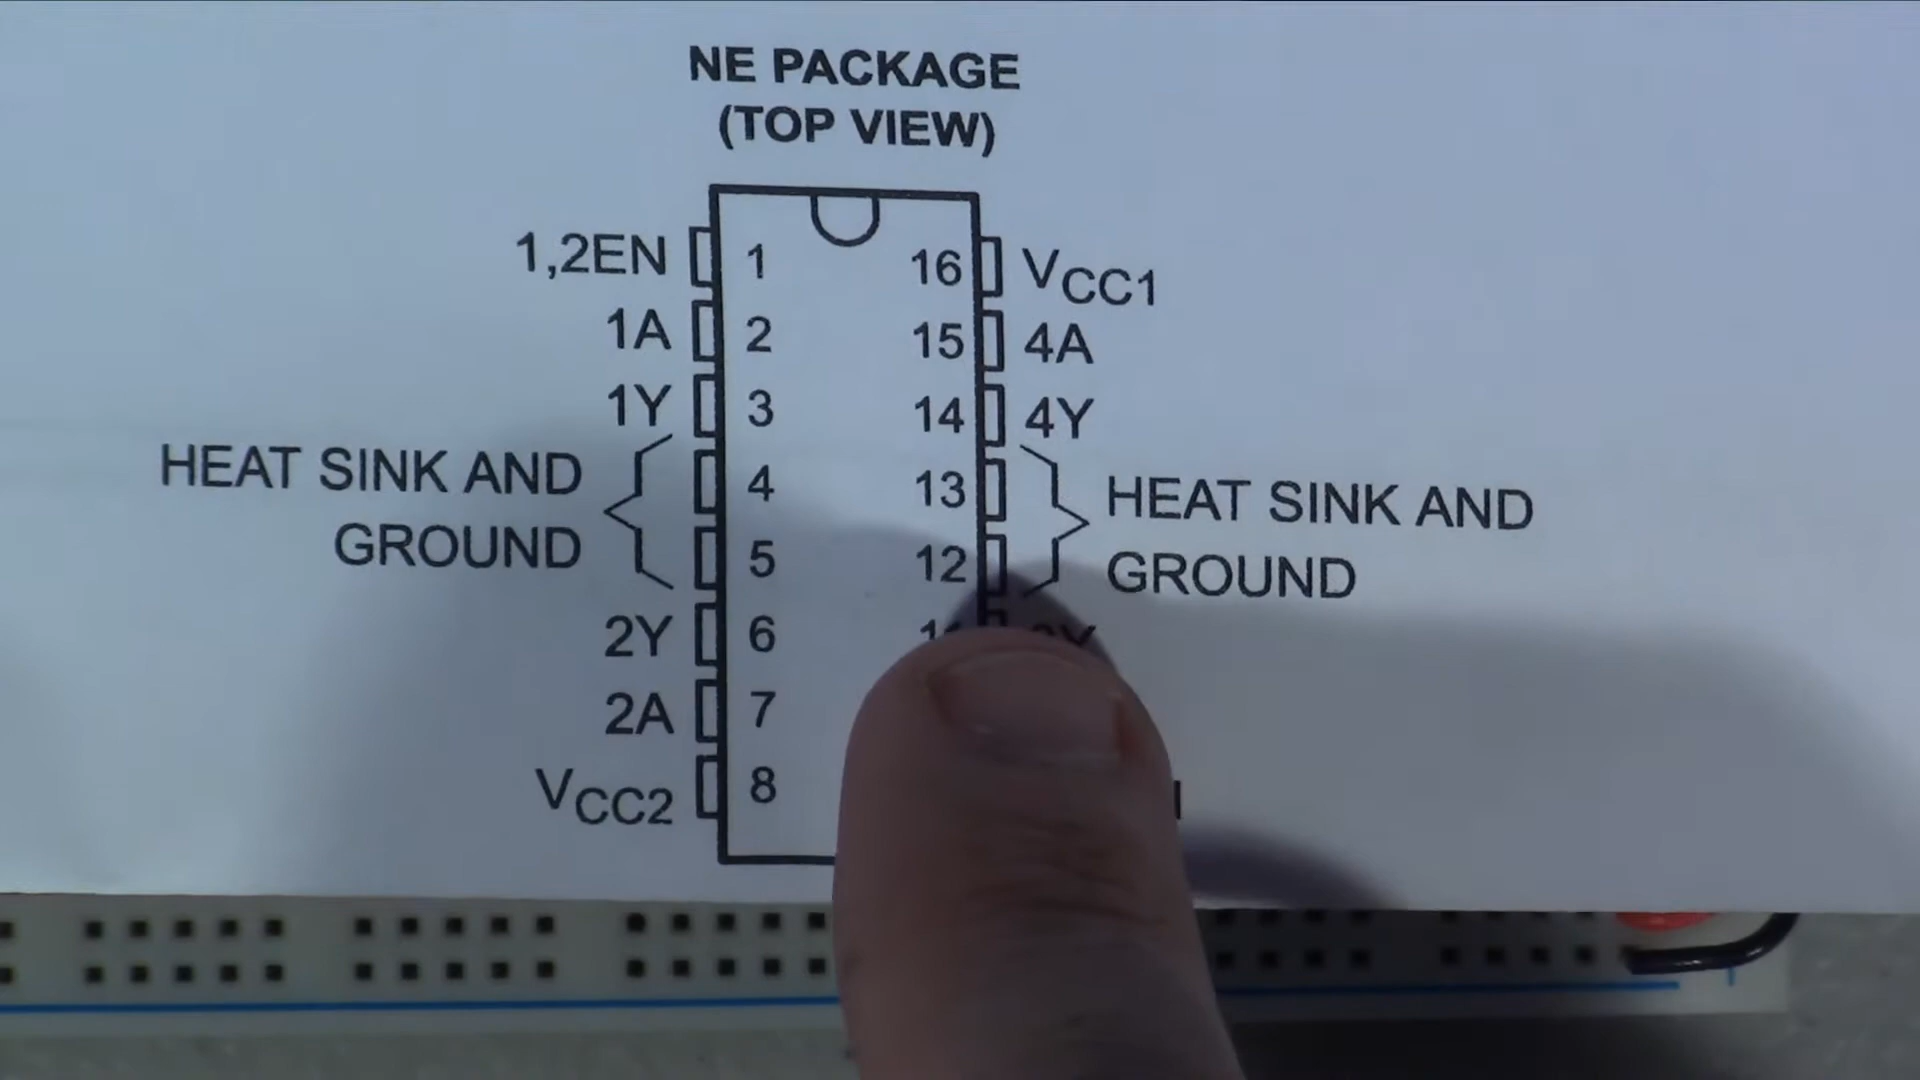 NE PACKAGE
(TOP VIEW)
1,2EN 1 16 VCC1
1A 2 15 4A
1Y 3 14 4Y
HEAT SINK AND 4 13 HEAT SINK AND
GROUND 5 12 GROUND
2Y 6
2A 7
VCC2 8